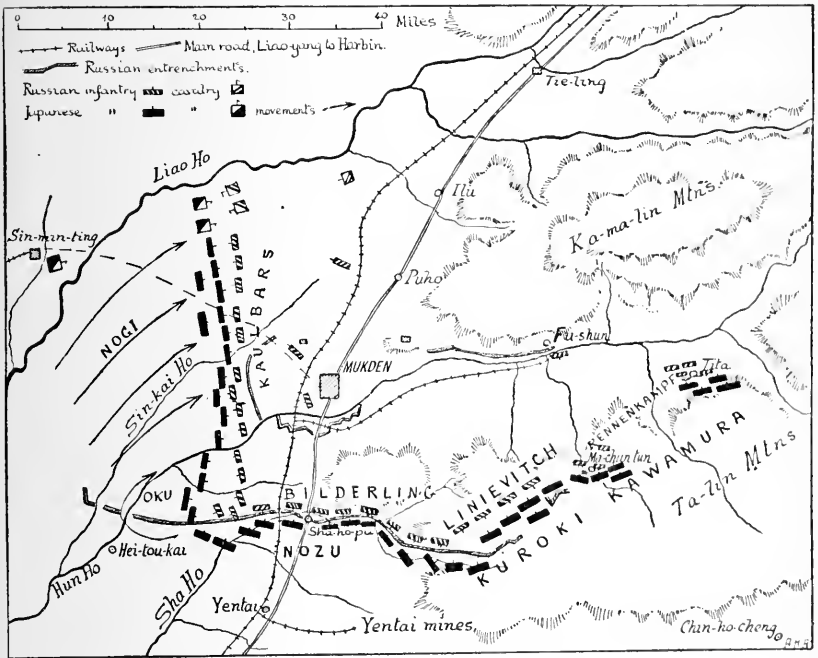 20 30 40 Miles
Railways Main road, Liao-yang to Harbin.
Russian entrenchments.
Russian infantry cavalry
Japanese " " movements
Tie-ling
Liao Ho
Ilu
Sin-min-ting
Ka-ma-lin Mtns
Puho
NOGI
KAULBARS
Fu-shun
Sin-kai Ho
MUKDEN
Tita
RENNENKAMPF
Ma-chun tun
KAWAMURA
Ta-lin Mtns
LINIEVITCH
OKU
BILDERLING
Sha-ho-pu
KUROKI
Hei-tou-kai
NOZU
Hun Ho
Sha Ho
Yentai
Yentai mines
Chin-ko-cheng